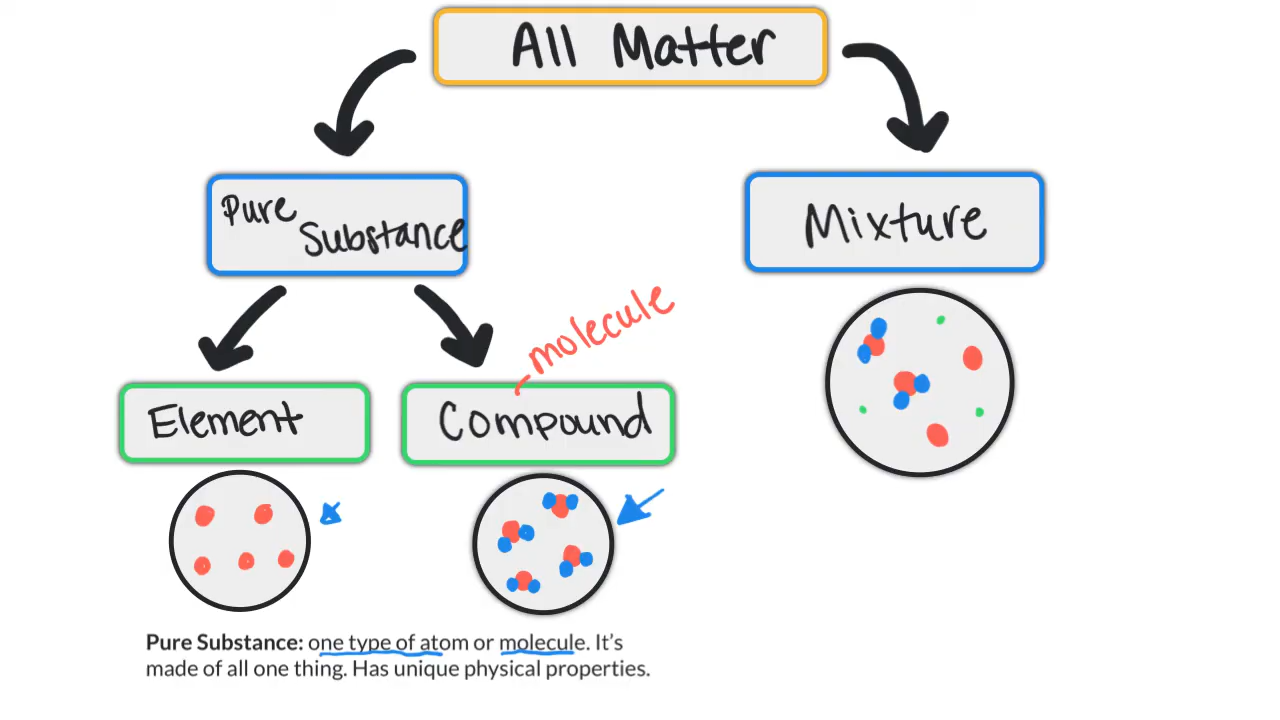 All Matter
Pure
Substance
Mixture
molecule
Element
Compound
Pure Substance: one type of atom or molecule. It's
made of all one thing. Has unique physical properties.